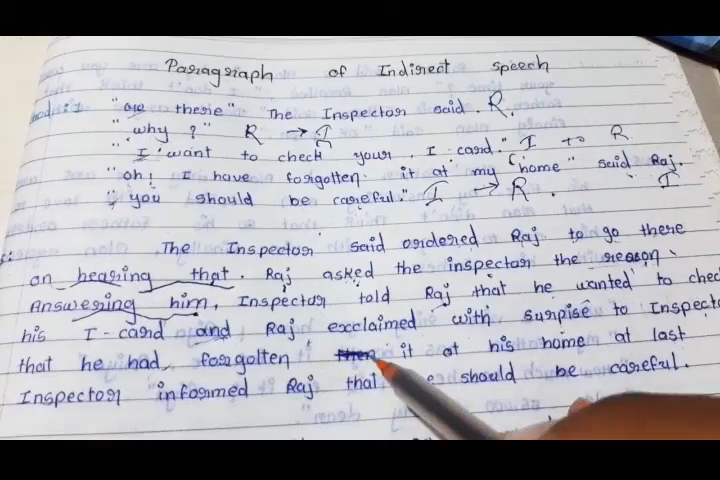 Paragraph of Indirect speech
" there" The Inspector said R.
"why ? " R → I
"I want to check your I card." I to R
"oh! I have forgotten it at my home" said Raj. I
"you should be careful." I → R.
The Inspector said ordered Raj to go there
on hearing that. Raj asked the inspector the reason
Answering him, Inspector told Raj that he wanted to check
his I-card and Raj exclaimed with surpise to Inspecto
that he had forgotten it at his home at last
Inspector informed Raj that e should be careful.